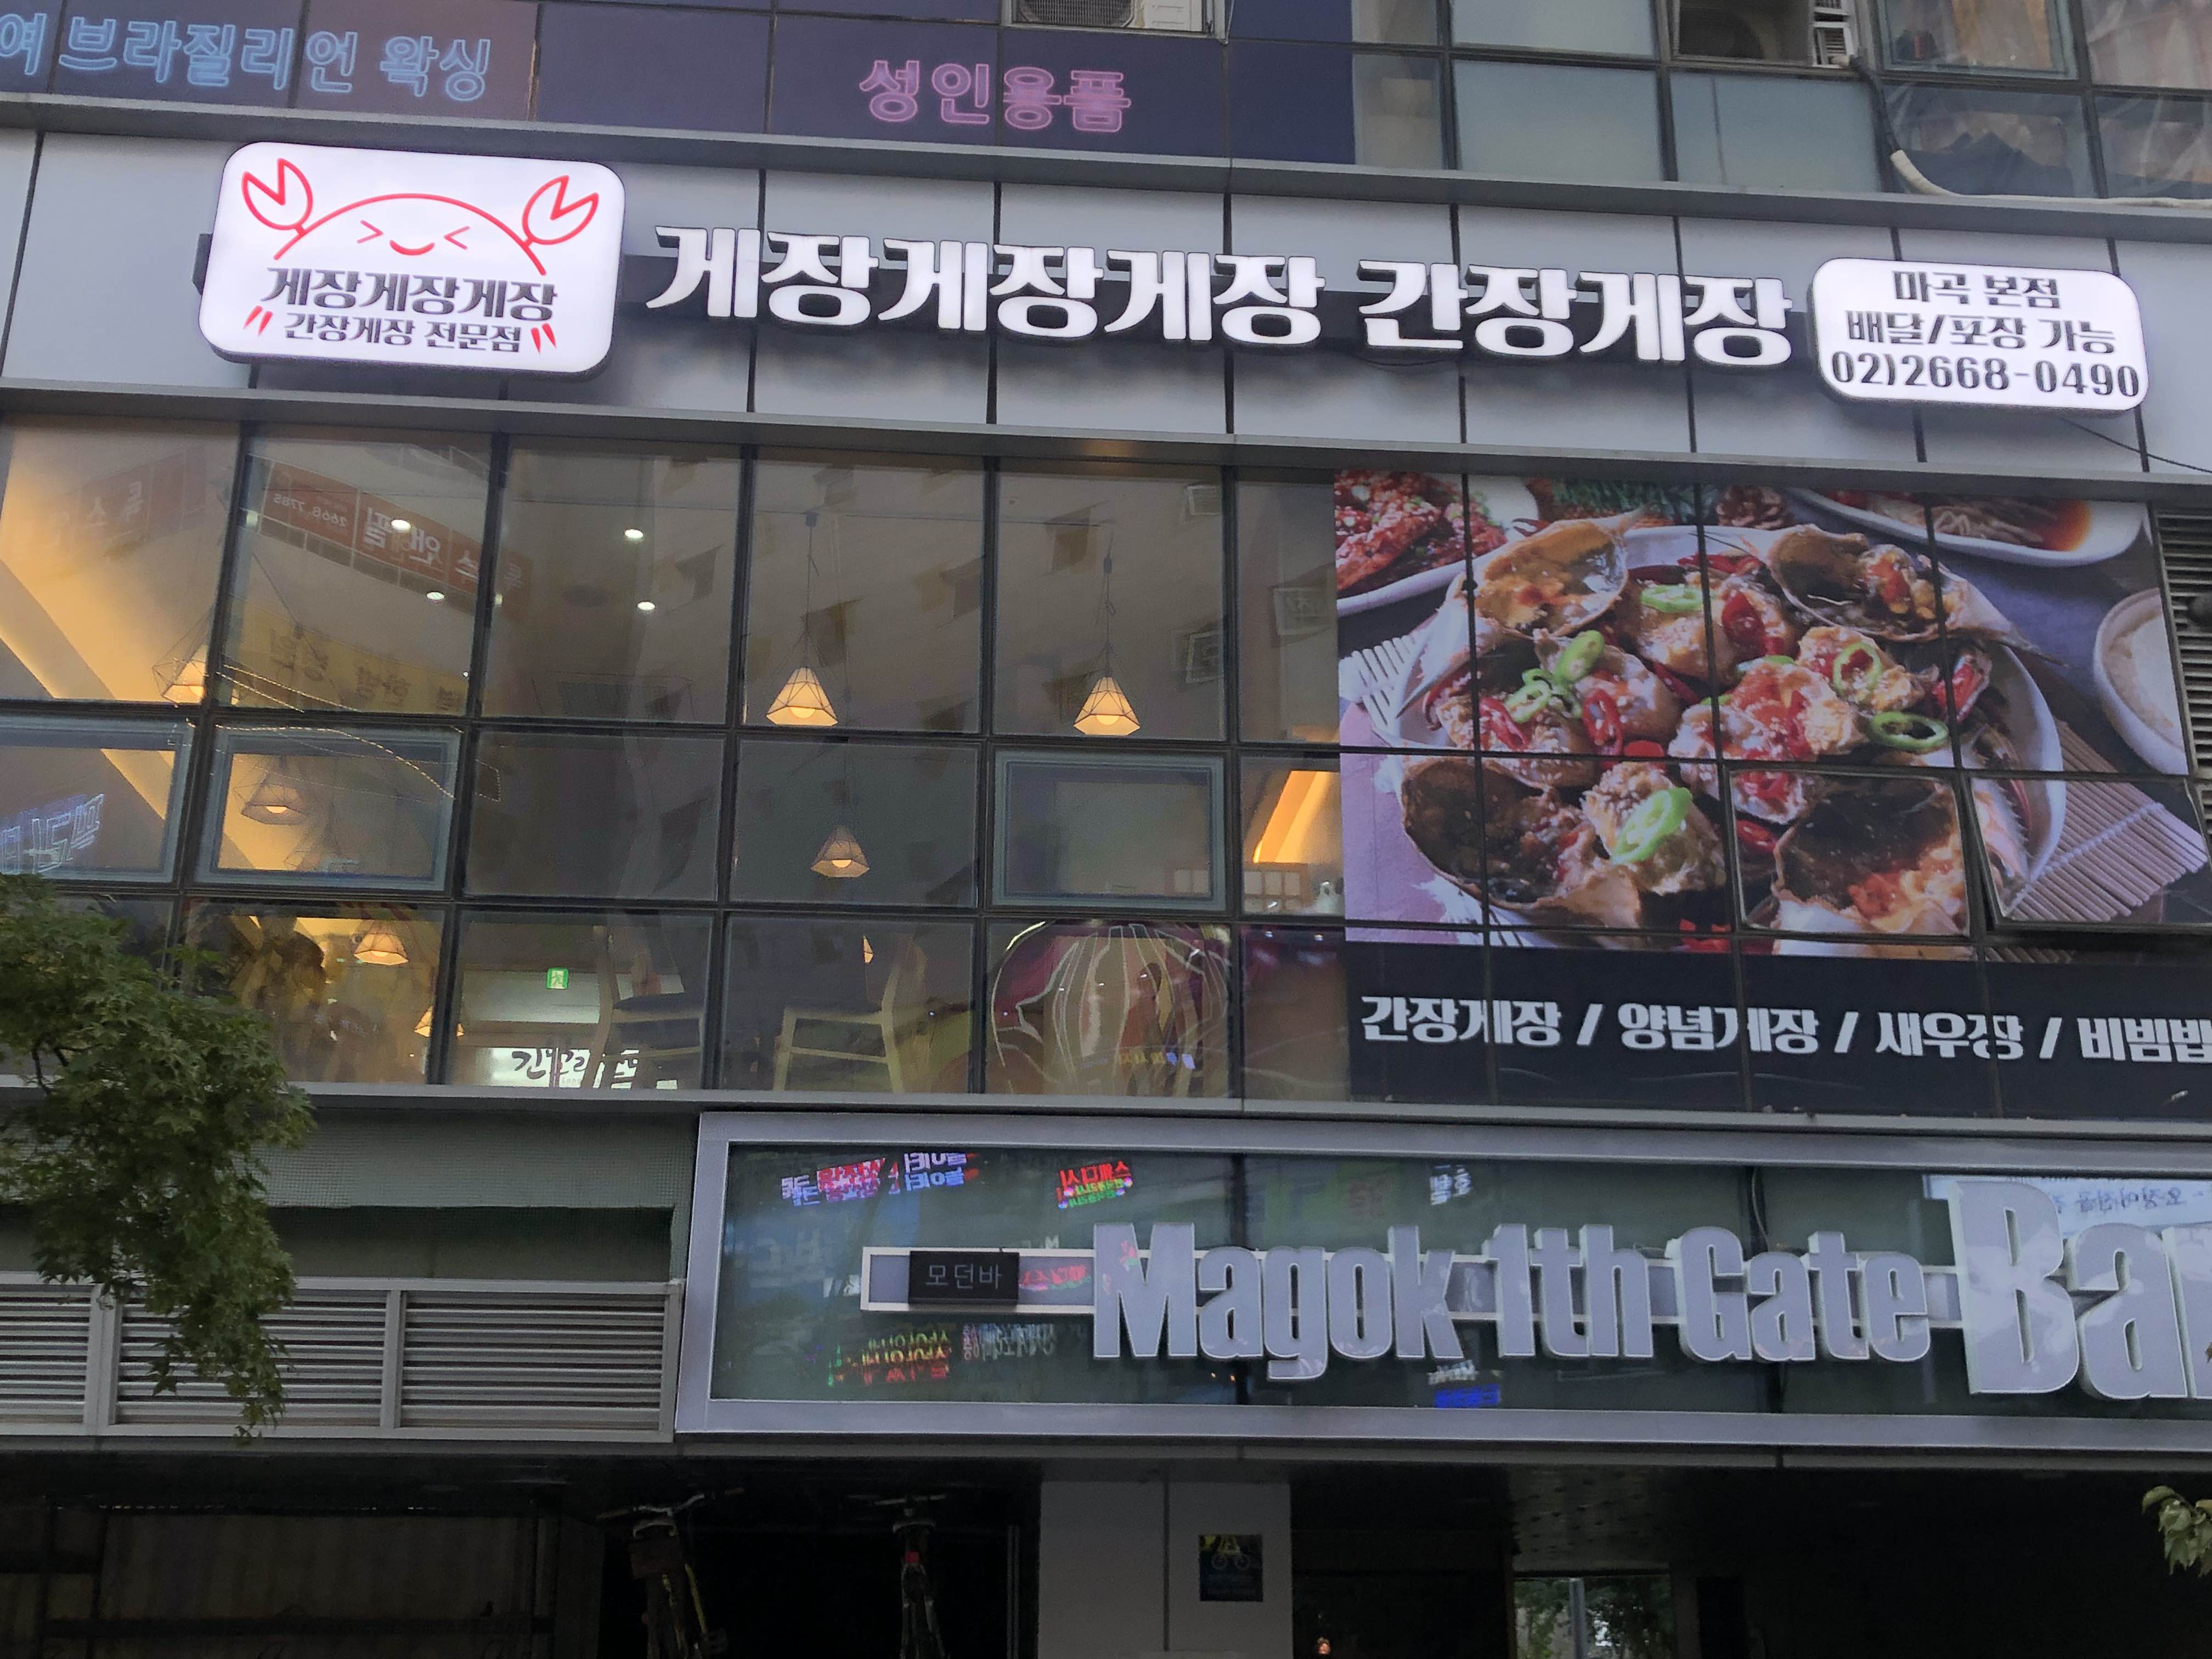 여 브라질리언 왁싱
성인용품
게장게장게장
간장게장 전문점
게장게장게장 간장게장
마곡 본점
배달/포장 가능
02)2668-0490
간장게장 / 양념게장 / 새우장 / 비빔밥
모던바
Magok 1th Gate Bar